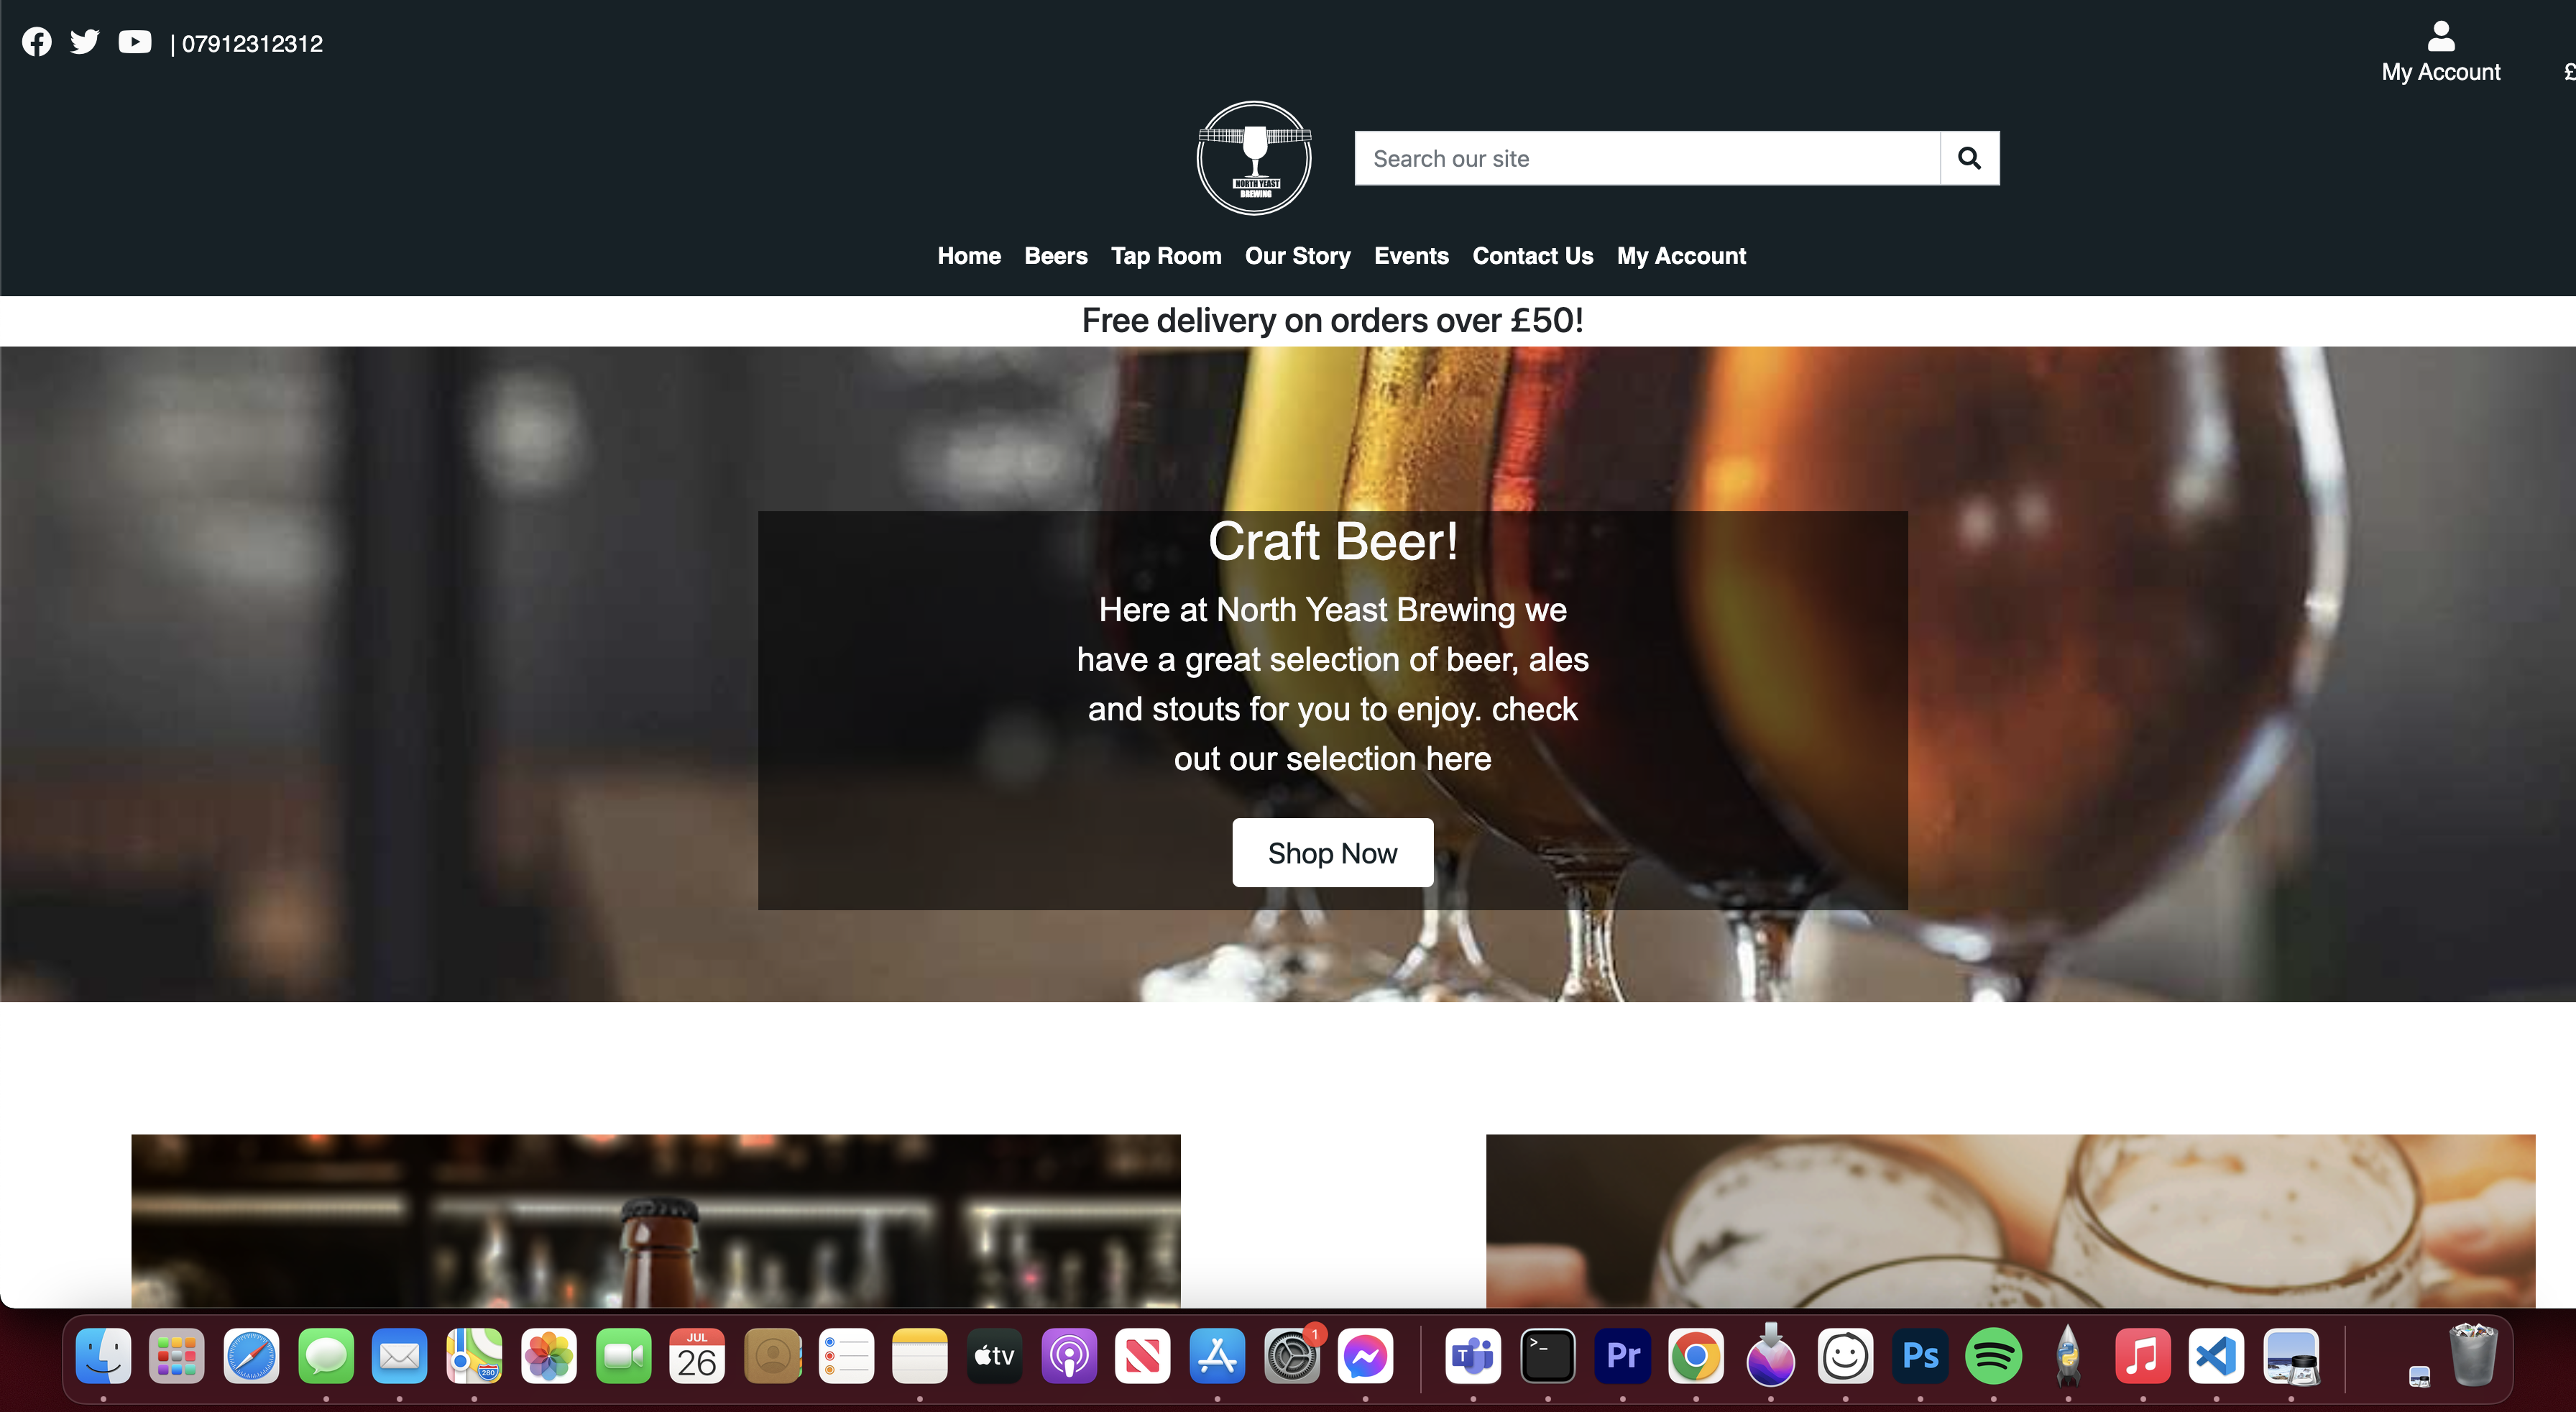 | 07912312312
My Account
£
NORTH YEAST
BREWING
Search our site
Home Beers Tap Room Our Story Events Contact Us My Account
Free delivery on orders over £50!
Craft Beer!
Here at North Yeast Brewing we
have a great selection of beer, ales
and stouts for you to enjoy. check
out our selection here
Shop Now
JUL
26
280
tv
1
T
>_
Pr
Ps